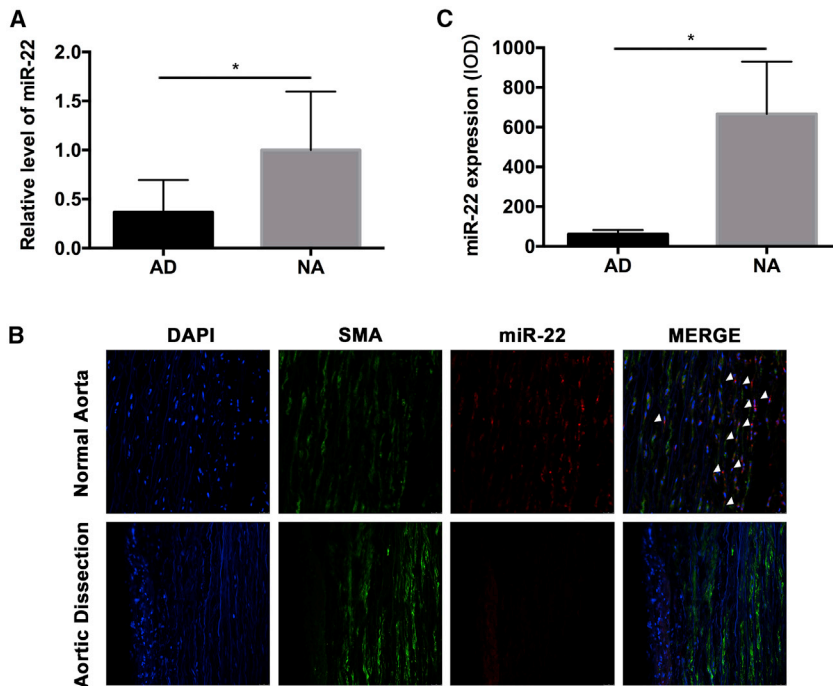 A
Relative level of miR-22
2.0
1.5
1.0
0.5
0.0
*
AD
NA
C
miR-22 expression (IOD)
1000
800
600
400
200
0
*
AD
NA
B
DAPI
SMA
miR-22
MERGE
Normal Aorta
Aortic Dissection